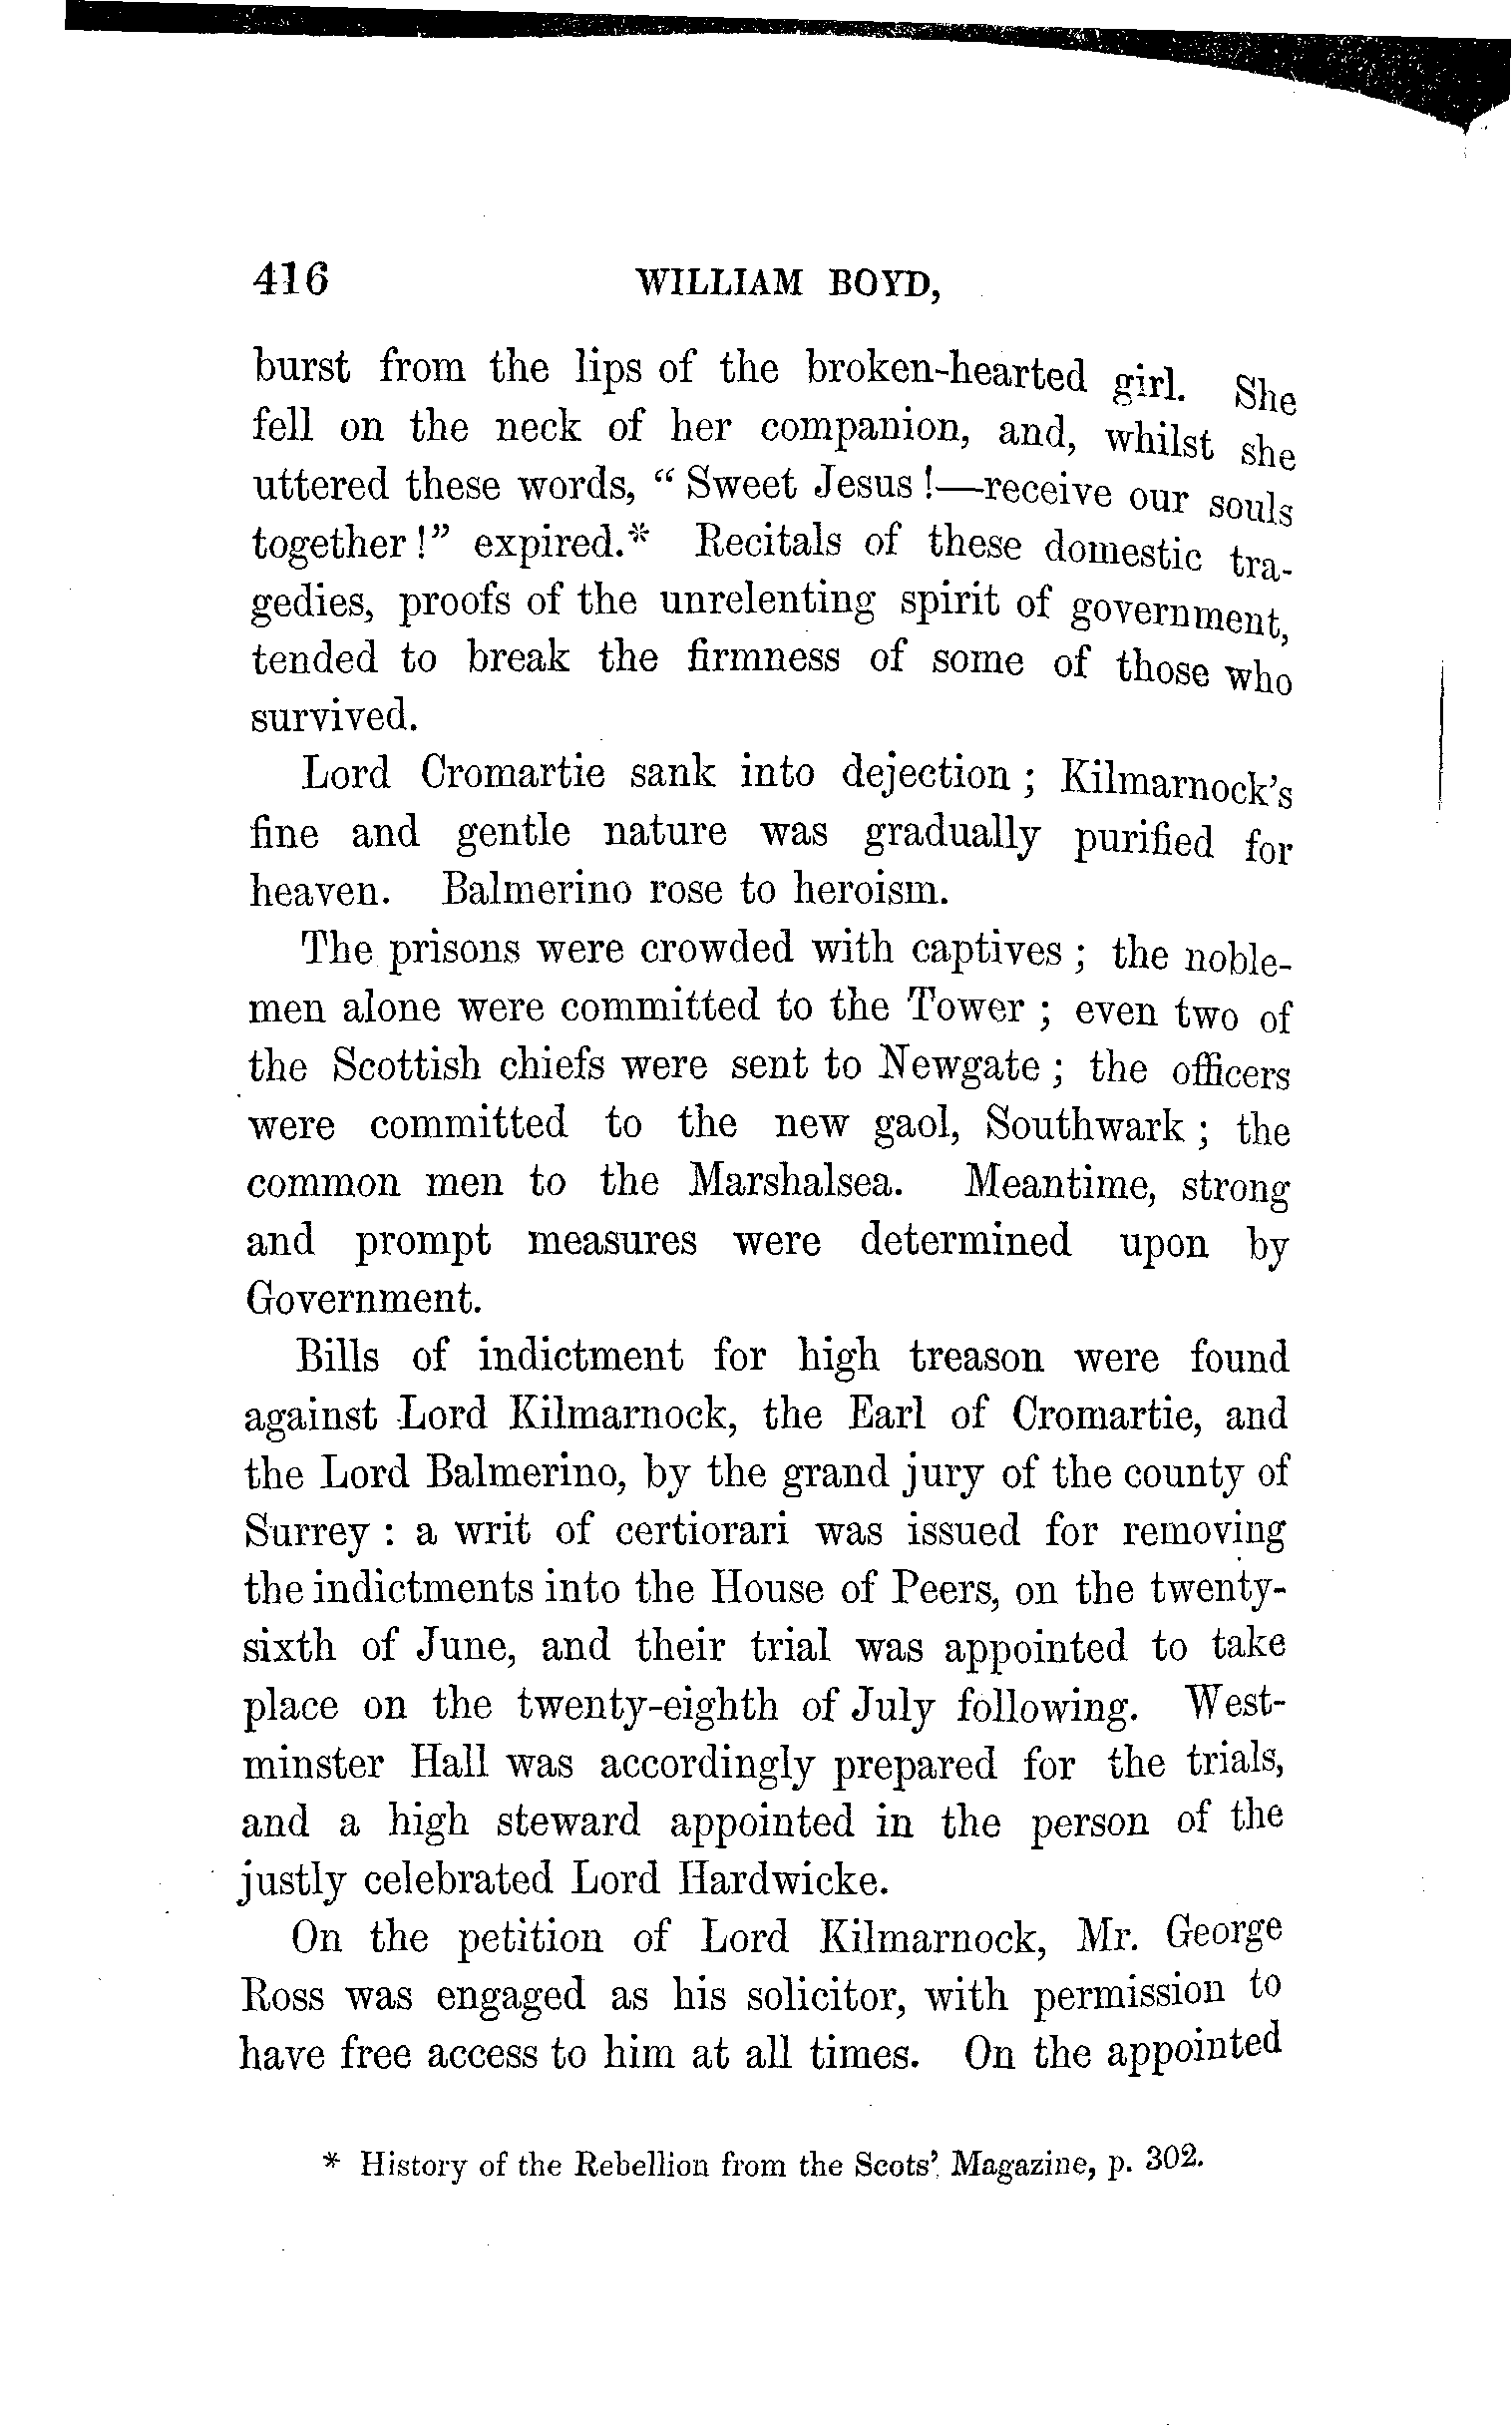 416 WILLIAM BOYD,
burst from the lips of the broken-hearted girl. She
fell on the neck of her companion, and, whilst she
uttered these words, “ Sweet Jesus !—receive our souls
together !” expired.* Recitals of these domestic tra-
gedies, proofs of the unrelenting spirit of government,
tended to break the firmness of some of those who
survived.
Lord Cromartie sank into dejection ; Kilmarnock’s
fine and gentle nature was gradually purified for
heaven. Balmerino rose to heroism.
The prisons were crowded with captives ; the noble-
men alone were committed to the Tower ; even two of
the Scottish chiefs were sent to Newgate ; the officers
were committed to the new gaol, Southwark ; the
common men to the Marshalsea. Meantime, strong
and prompt measures were determined upon by
Government.
Bills of indictment for high treason were found
against Lord Kilmarnock, the Earl of Cromartie, and
the Lord Balmerino, by the grand jury of the county of
Surrey : a writ of certiorari was issued for removing
the indictments into the House of Peers, on the twenty-
sixth of June, and their trial was appointed to take
place on the twenty-eighth of July following. West-
minster Hall was accordingly prepared for the trials,
and a high steward appointed in the person of the
justly celebrated Lord Hardwicke.
On the petition of Lord Kilmarnock, Mr. George
Ross was engaged as his solicitor, with permission to
have free access to him at all times. On the appointed
* History of the Rebellion from the Scots’ Magazine, p. 302.